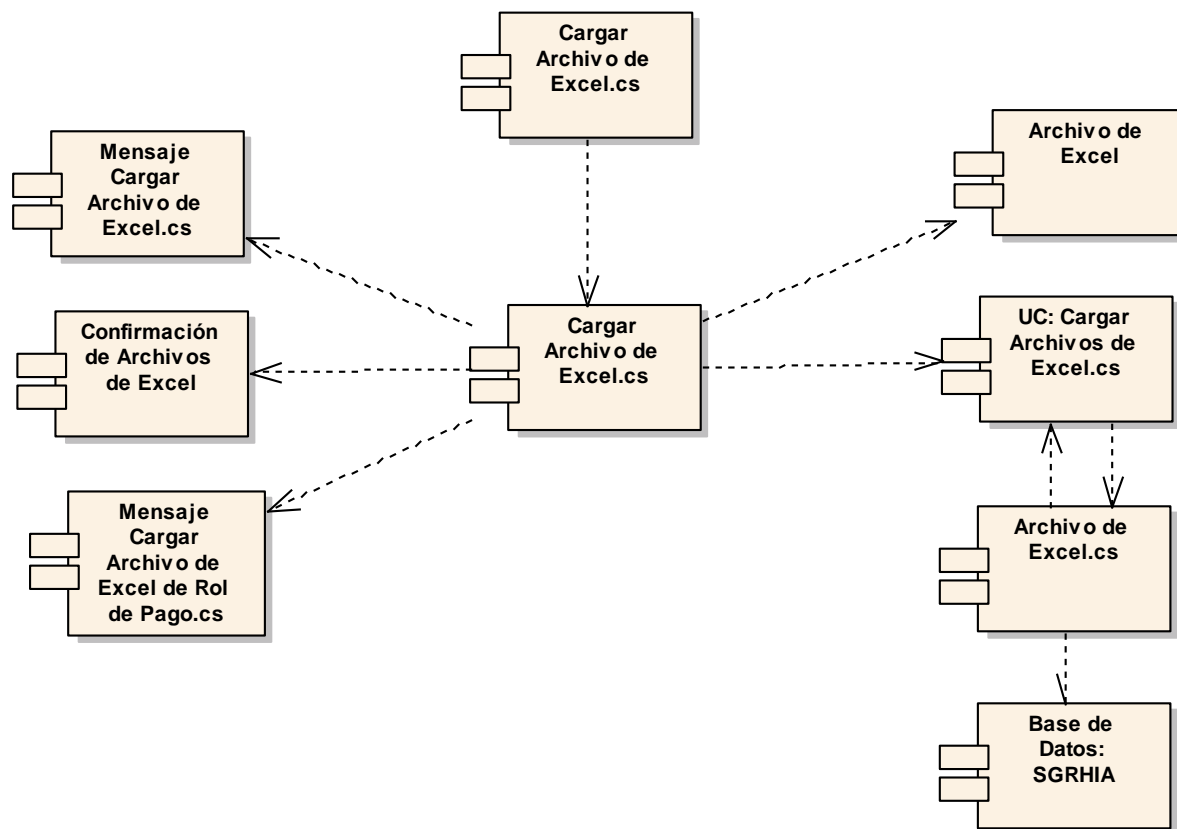 Cargar
Archivo de
Excel.cs
Archivo de
Excel
Mensaje
Cargar
Archivo de
Excel.cs
Cargar
Archivo de
Excel.cs
UC: Cargar
Archivos de
Excel.cs
Confirmación
de Archivos
de Excel
Mensaje
Cargar
Archivo de
Excel de Rol
de Pago.cs
Archivo de
Excel.cs
Base de
Datos:
SGRHIA